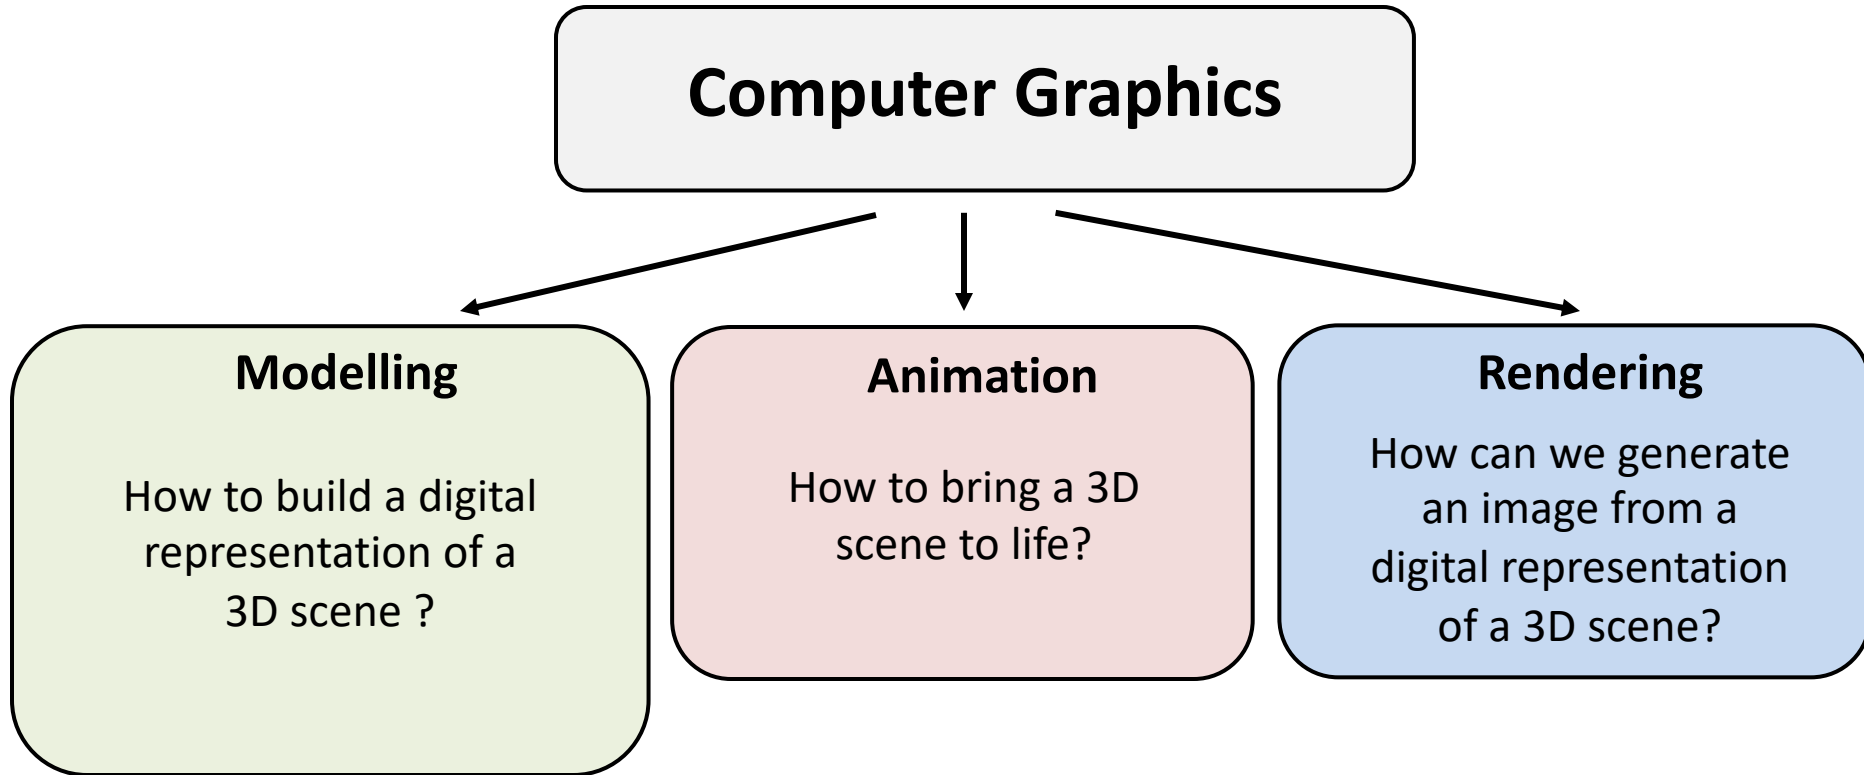 Computer Graphics
Modelling
How to build a digital
representation of a
3D scene ?
Animation
How to bring a 3D
scene to life?
Rendering
How can we generate
an image from a
digital representation
of a 3D scene?